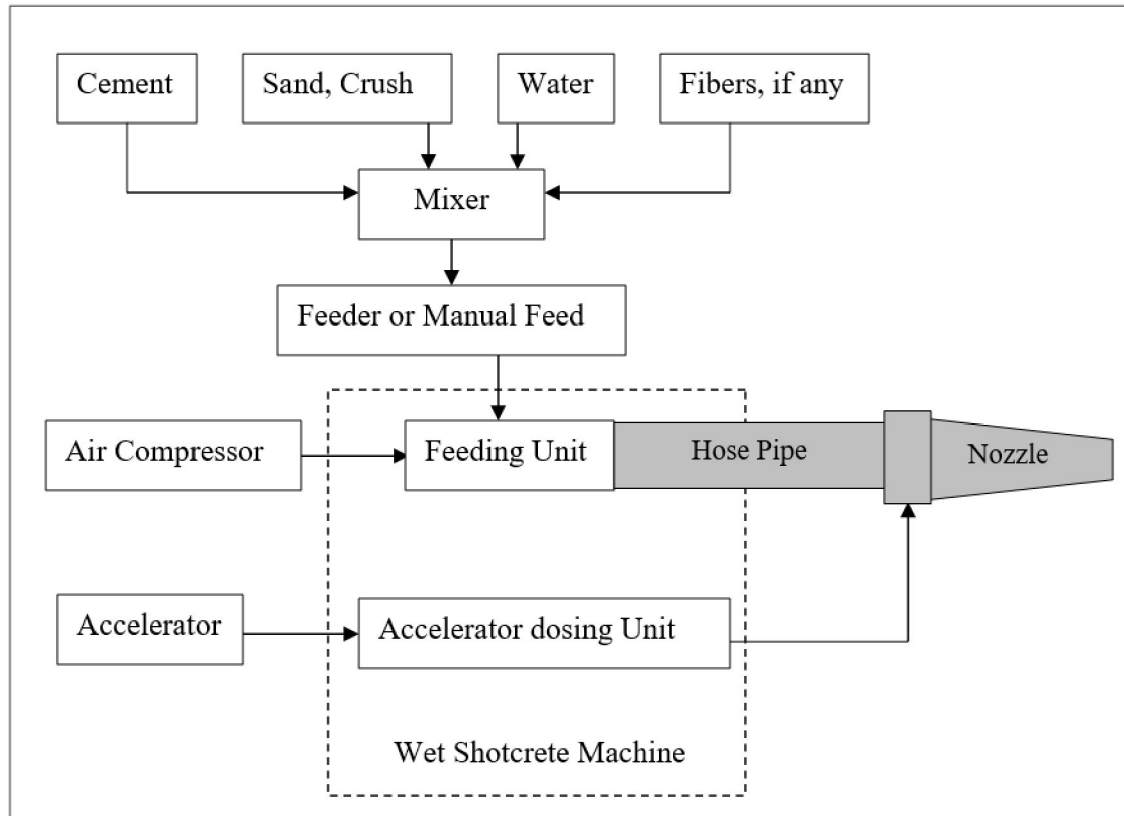 Cement
Sand, Crush
Water
Fibers, if any
Mixer
Feeder or Manual Feed
Air Compressor
Feeding Unit
Hose Pipe
Nozzle
Accelerator
Accelerator dosing Unit
Wet Shotcrete Machine